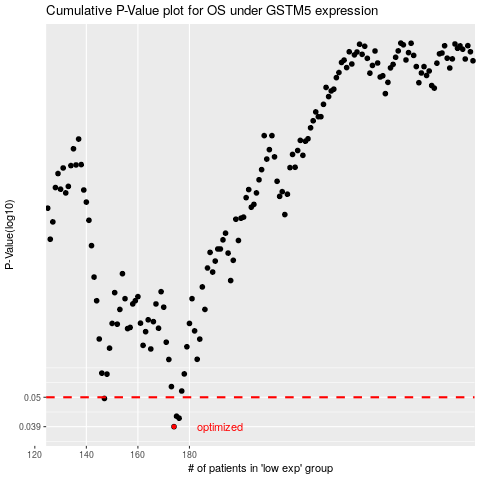 Cumulative P-Value plot for OS under GSTM5 expression
P-Value(log10)
0.05
0.039
optimized
120 140 160 180
# of patients in 'low exp' group